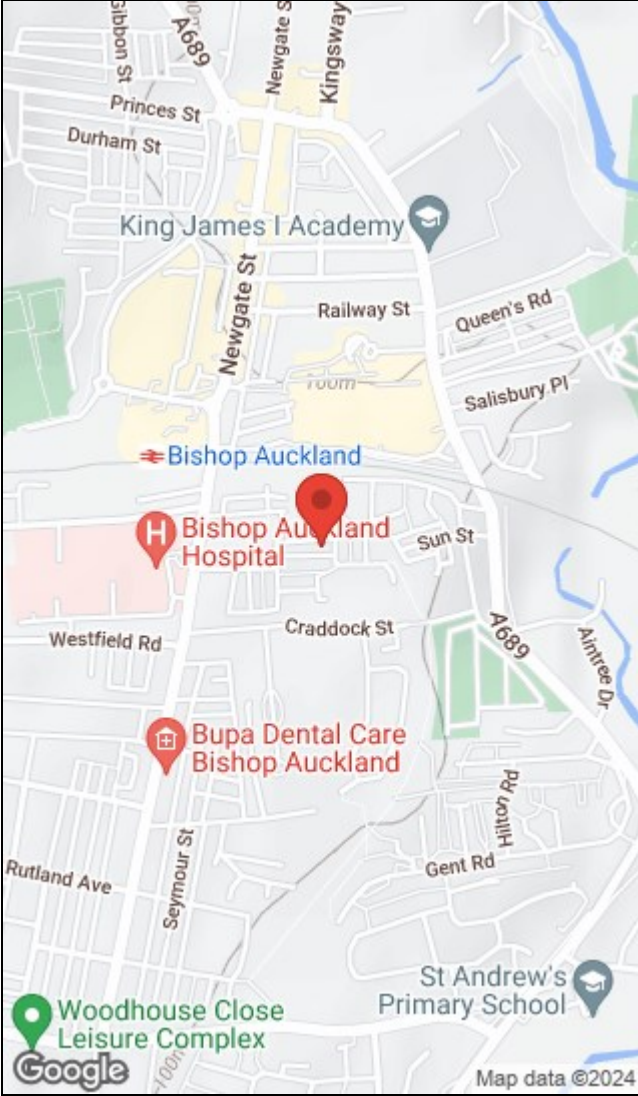 Gibbon St
A689
Newgate S
Kingsway
Princes St
Durham St
King James I Academy
Newgate St
Railway St
Queen's Rd
100m
Salisbury Pl
Bishop Auckland
H
Bishop Auckland
Hospital
Sun St
Craddock St
Westfield Rd
A689
Aintree Dr
Bupa Dental Care
Bishop Auckland
Hilton Rd
Seymour St
Gent Rd
Rutland Ave
St Andrew's
Primary School
Woodhouse Close
Leisure Complex
Google
100m
Map data ©2024